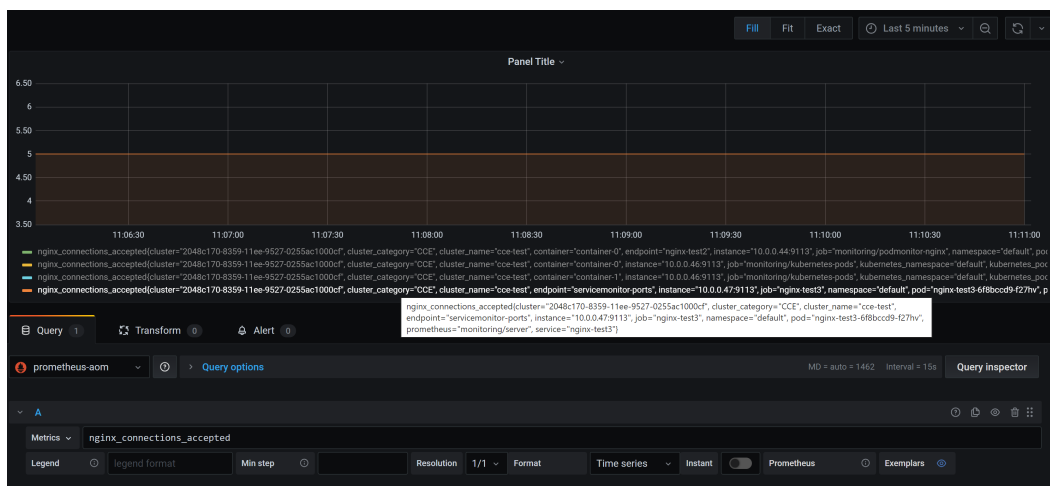 Fill Fit Exact Last 5 minutes
Panel Title
6.50
6
5.50
5
4.50
4
3.50
11:06:30 11:07:00 11:07:30 11:08:00 11:08:30 11:09:00 11:09:30 11:10:00 11:10:30 11:11:00
nginx_connections_accepted{cluster="2048c170-8359-11ee-9527-0255ac1000cf", cluster_category="CCE", cluster_name="cce-test", container="container-0", endpoint="nginx-test2", instance="10.0.0.44:9113", job="monitoring/podmonitor-nginx", namespace="default", poc
nginx_connections_accepted{cluster="2048c170-8359-11ee-9527-0255ac1000cf", cluster_category="CCE", cluster_name="cce-test", container="container-0", instance="10.0.0.46:9113", job="monitoring/kubernetes-pods", kubernetes_namespace="default", kubernetes_poc
nginx_connections_accepted{cluster="2048c170-8359-11ee-9527-0255ac1000cf", cluster_category="CCE", cluster_name="cce-test", container="container-1", instance="10.0.0.46:9113", job="monitoring/kubernetes-pods", kubernetes_namespace="default", kubernetes_poc
nginx_connections_accepted{cluster="2048c170-8359-11ee-9527-0255ac1000cf", cluster_category="CCE", cluster_name="cce-test", endpoint="servicemonitor-ports", instance="10.0.0.47:9113", job="nginx-test3", namespace="default", pod="nginx-test3-6f8bccd9-f27hv", p
nginx_connections_accepted{cluster="2048c170-8359-11ee-9527-0255ac1000cf", cluster_category="CCE", cluster_name="cce-test",
endpoint="servicemonitor-ports", instance="10.0.0.47:9113", job="nginx-test3", namespace="default", pod="nginx-test3-6f8bccd9-f27hv",
prometheus="monitoring/server", service="nginx-test3"}
Query 1 Transform 0 Alert 0
prometheus-aom Query options MD = auto = 1462 Interval = 15s Query inspector
A
Metrics nginx_connections_accepted
Legend legend format Min step Resolution 1/1 Format Time series Instant Prometheus Exemplars